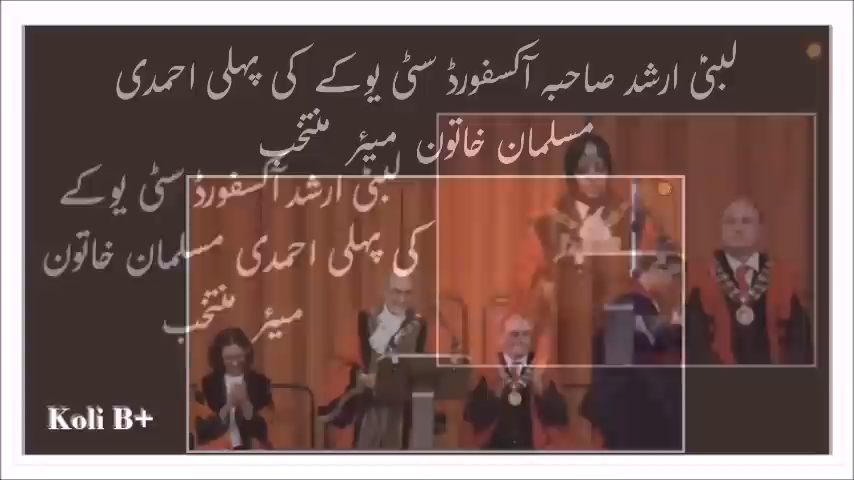 لبنیٰ ارشد صاحبہ آکسفورڈ سٹی یوکے کی پہلی احمدی
مسلمان خاتون میئر منتخب
لبنیٰ ارشد آکسفورڈ سٹی یوکے
کی پہلی احمدی مسلمان خاتون
میئر منتخب
Koli B+